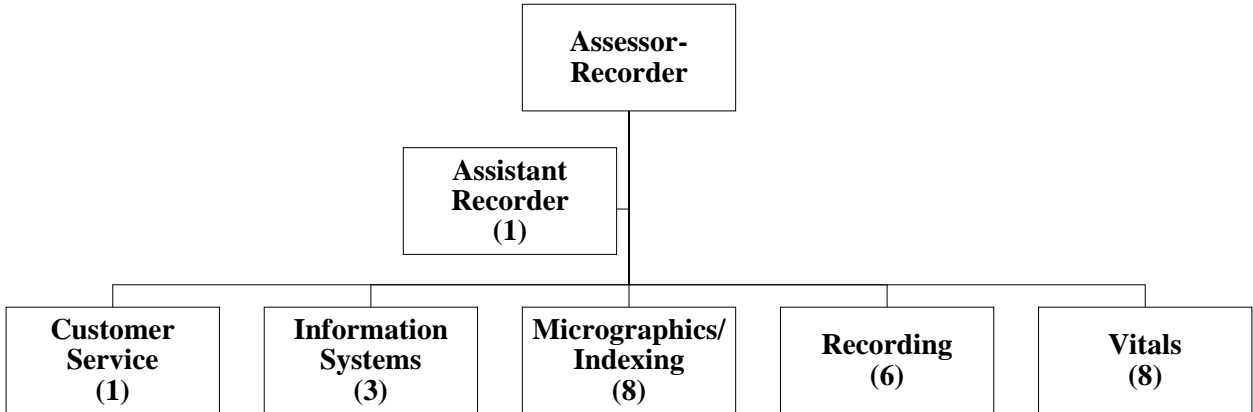 Assessor-
Recorder
Assistant
Recorder
(1)
Customer
Service
(1)
Information
Systems
(3)
Micrographics/
Indexing
(8)
Recording
(6)
Vitals
(8)